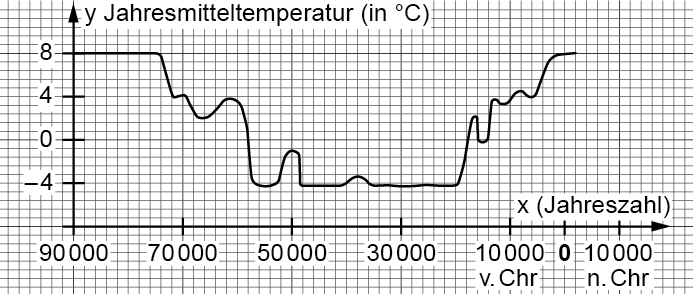 y Jahresmitteltemperatur (in °C)
8
4
0
−4
x (Jahreszahl)
90 000 70 000 50 000 30 000 10 000 0 10 000
v. Chr n. Chr